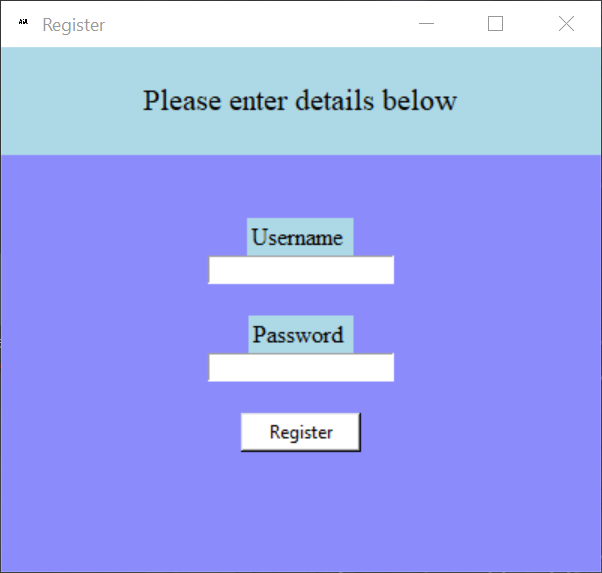 Register
Please enter details below
Username
Password
Register